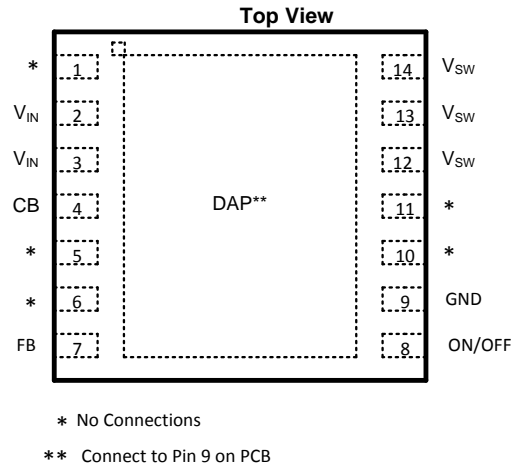 Top View
* 1 14 VSW
VIN 2 13 VSW
VIN 3 12 VSW
CB 4 DAP** 11 *
* 5 10 *
* 6 9 GND
FB 7 8 ON/OFF
* No Connections
** Connect to Pin 9 on PCB